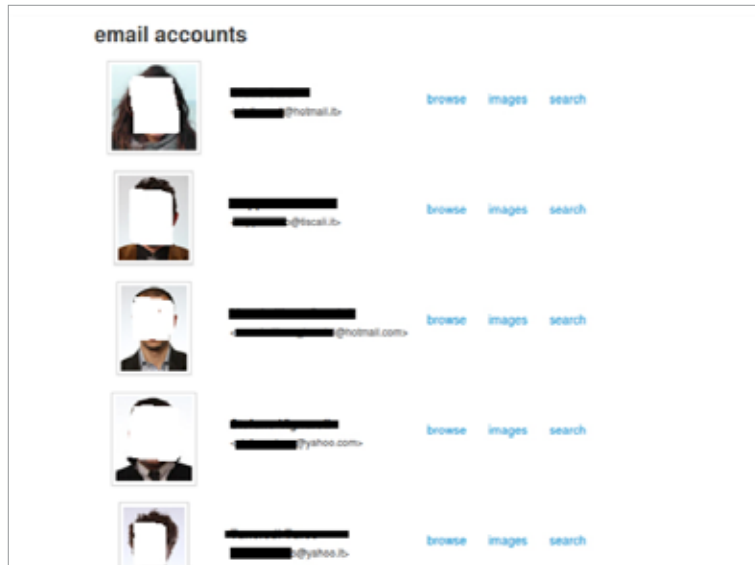 email accounts
@hotmail.it>
browse images search
@tiscali.it>
browse images search
@hotmail.com>
browse images search
@yahoo.com>
browse images search
@yahoo.it>
browse images search